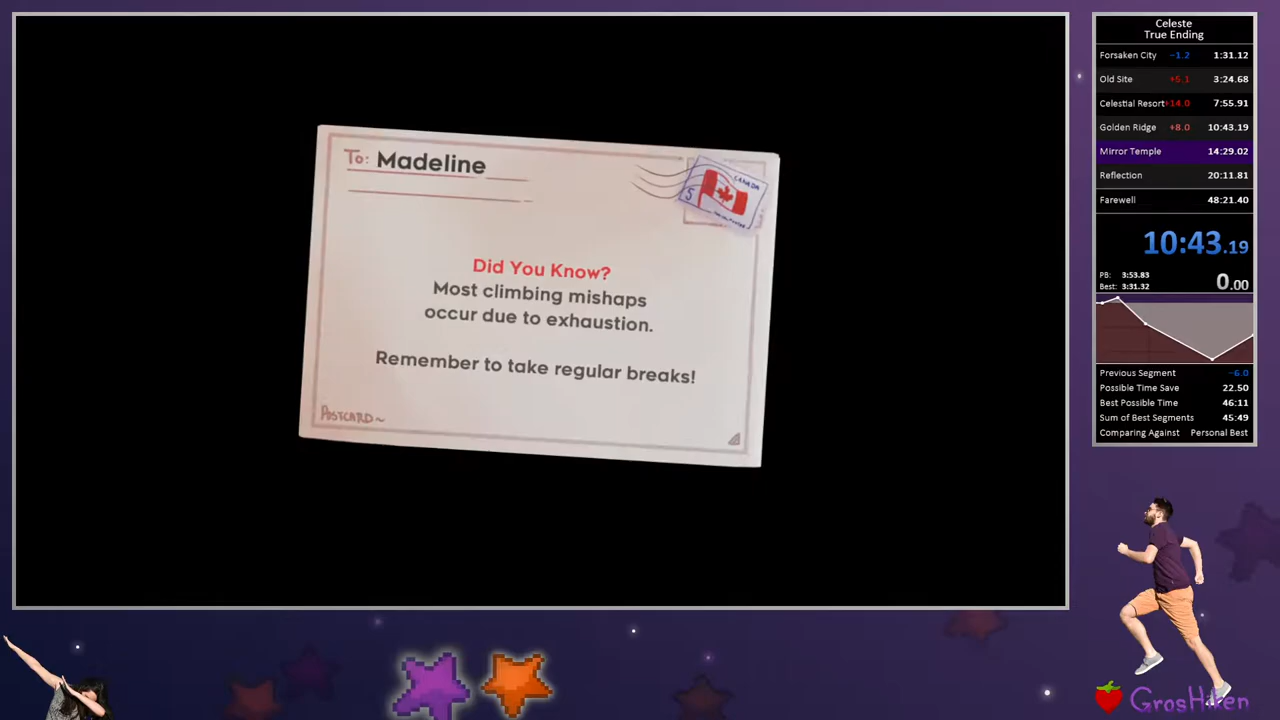 To: Madeline
CANADA
5
Did You Know?
Most climbing mishaps
occur due to exhaustion.
Remember to take regular breaks!
POSTCARD~
Celeste
True Ending
Forsaken City -1.2 1:31.12
Old Site +5.1 3:24.68
Celestial Resort +14.0 7:55.91
Golden Ridge +8.0 10:43.19
Mirror Temple 14:29.02
Reflection 20:11.81
Farewell 48:21.40
10:43.19
PB: 3:53.83
Best: 3:31.32
0.00
Previous Segment -6.0
Possible Time Save 22.50
Best Possible Time 46:11
Sum of Best Segments 45:49
Comparing Against Personal Best
GrosHiken